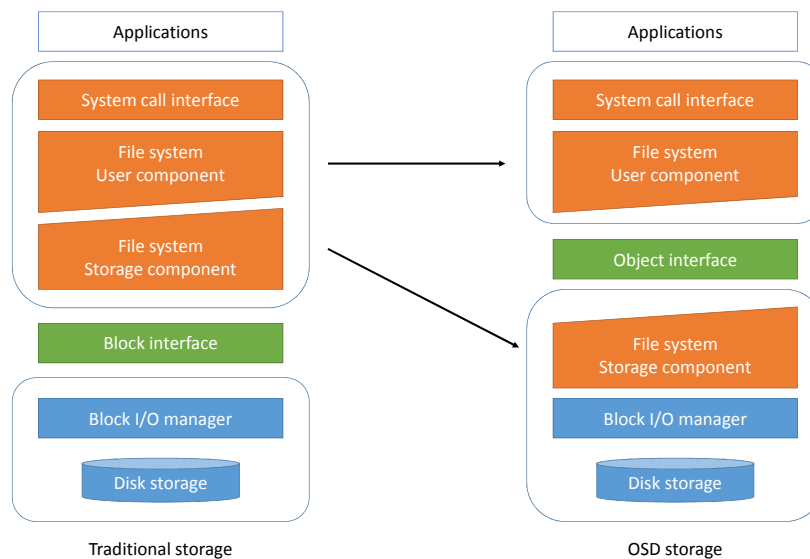 Applications
System call interface
File system
User component
File system
Storage component
Block interface
Block I/O manager
Disk storage
Traditional storage
Applications
System call interface
File system
User component
Object interface
File system
Storage component
Block I/O manager
Disk storage
OSD storage